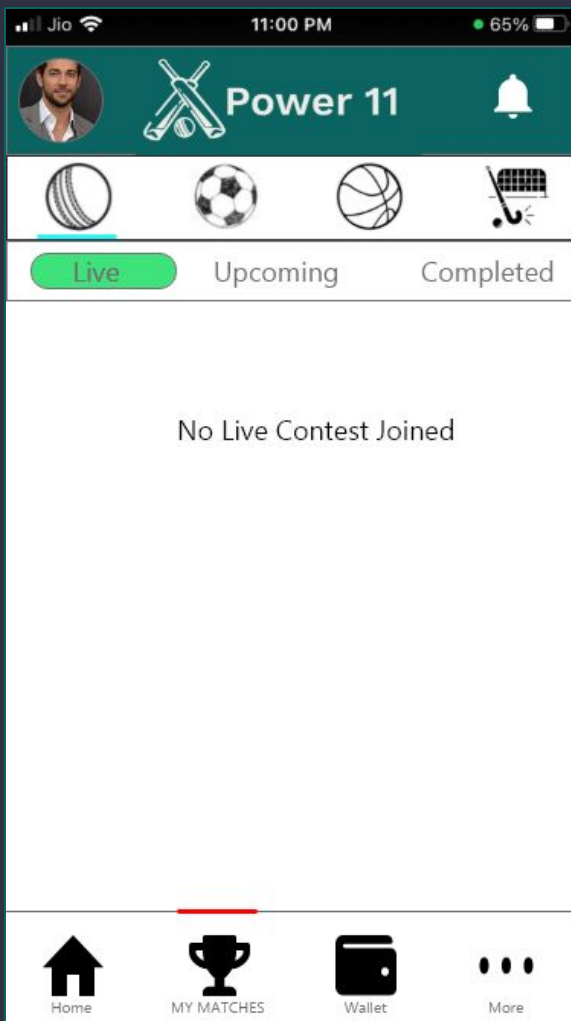 Jio 11:00 PM 65%
Power 11
Live Upcoming Completed
No Live Contest Joined
Home MY MATCHES Wallet More